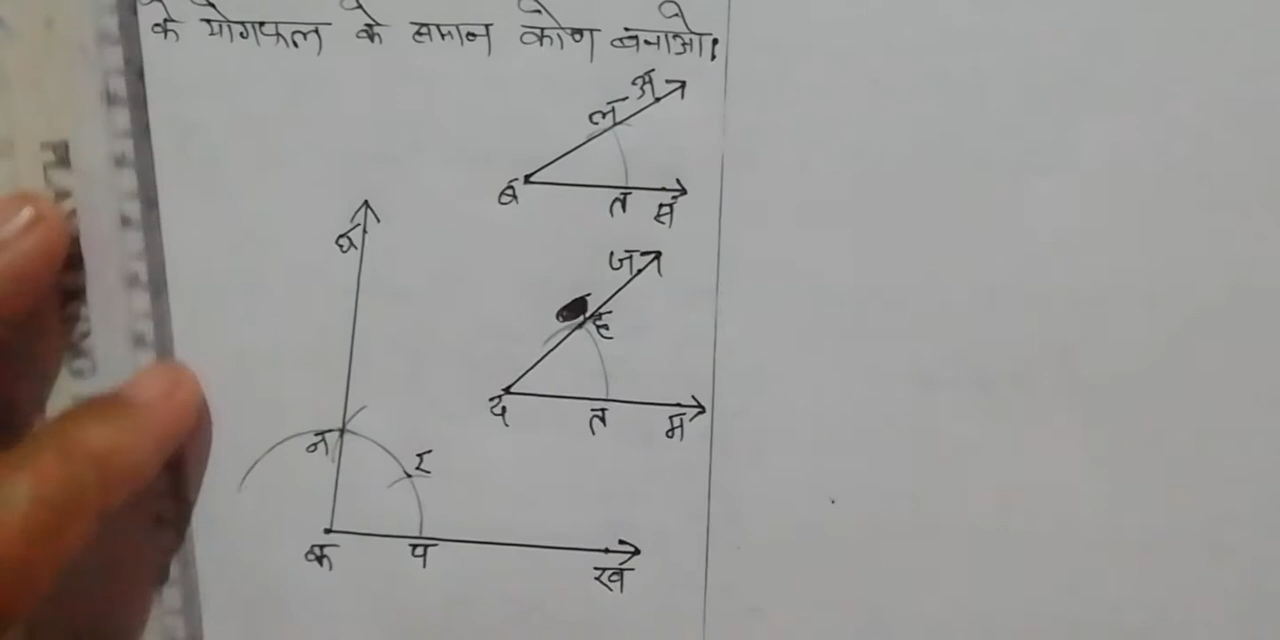 के योगफल के समान कोण बनाओ।
अ
ल
ब
त
स
घ
ज
ह
द
त
म
न
र
क
प
ख